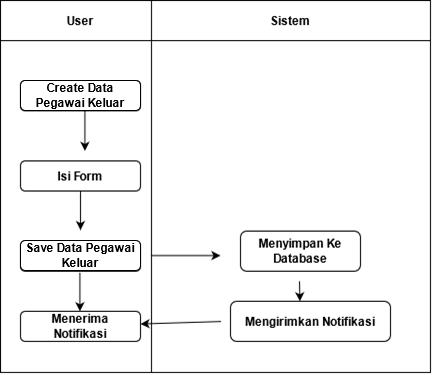 User
Sistem
Create Data
Pegawai Keluar
Isi Form
Save Data Pegawai
Keluar
Menyimpan Ke
Database
Menerima
Notifikasi
Mengirimkan Notifikasi